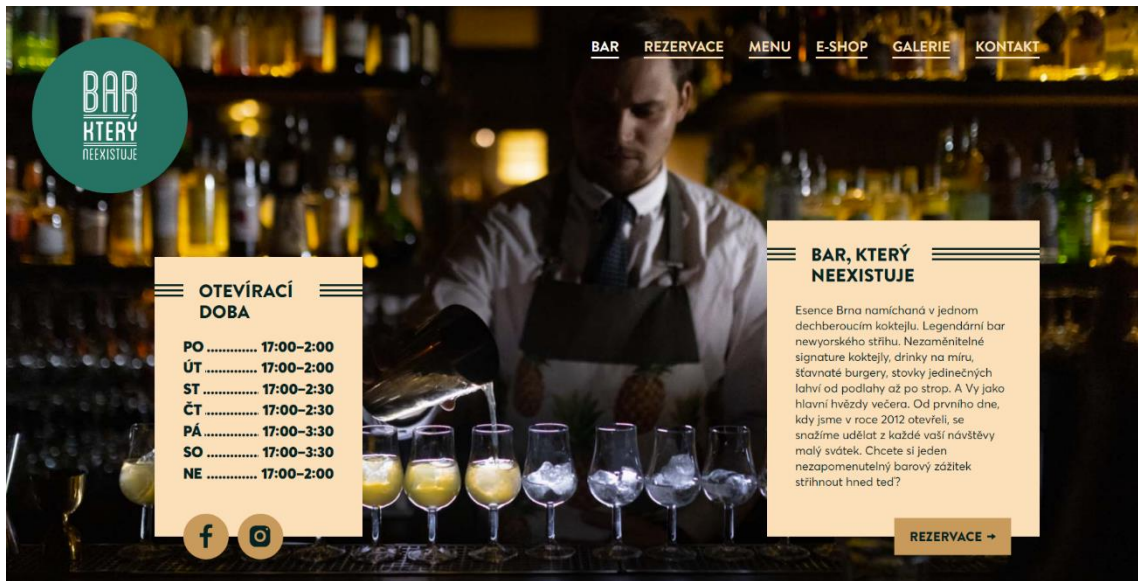 BAR
KTERÝ
NEEXISTUJE
BAR REZERVACE MENU E-SHOP GALERIE KONTAKT
OTEVÍRACÍ
DOBA
PO ............. 17:00–2:00
ÚT ............. 17:00–2:00
ST ............. 17:00–2:30
ČT ............. 17:00–2:30
PÁ ............. 17:00–3:30
SO ............. 17:00–3:30
NE ............. 17:00–2:00
BAR, KTERÝ
NEEXISTUJE
Esence Brna namíchaná v jednom
dechberoucím koktejlu. Legendární bar
newyorského střihu. Nezaměnitelné
signature koktejly, drinky na míru,
šťavnaté burgery, stovky jedinečných
lahví od podlahy až po strop. A Vy jako
hlavní hvězdy večera. Od prvního dne,
kdy jsme v roce 2012 otevřeli, se
snažíme udělat z každé vaší návštěvy
malý svátek. Chcete si jeden
nezapomenutelný barový zážitek
střihnout hned teď?
REZERVACE →